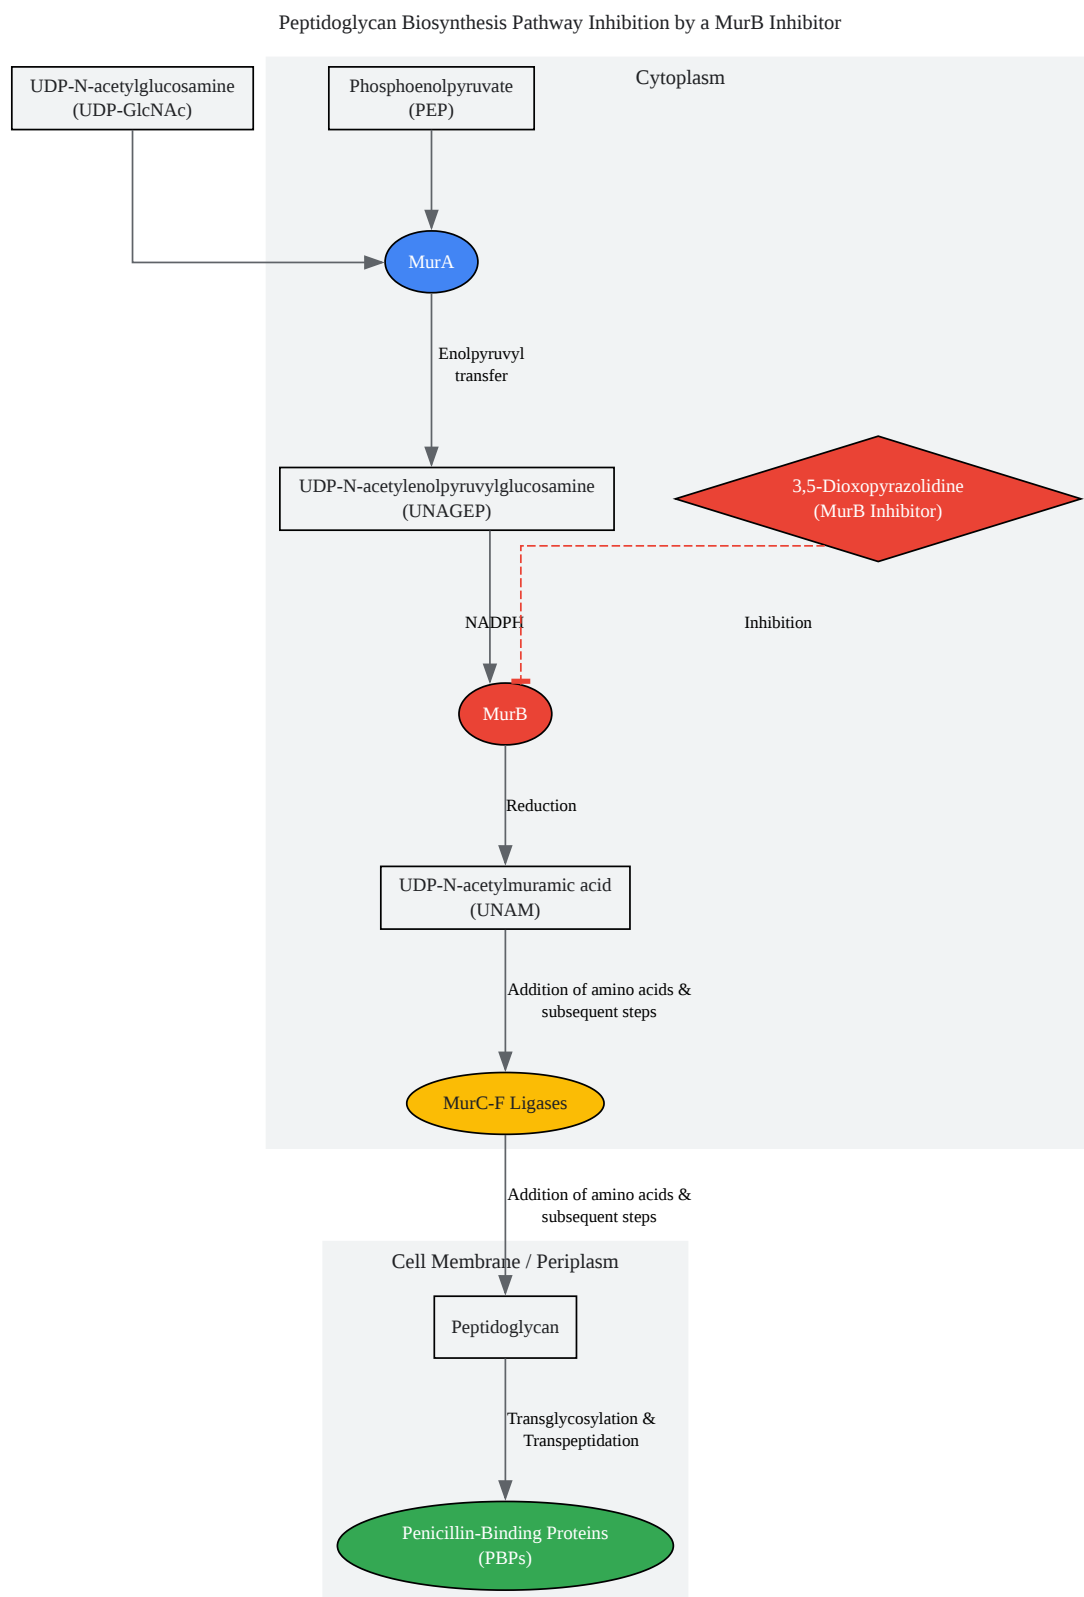 Peptidoglycan Biosynthesis Pathway Inhibition by a MurB Inhibitor
Cytoplasm
UDP-N-acetylglucosamine
(UDP-GlcNAc)
Phosphoenolpyruvate
(PEP)
MurA
Enolpyruvyl
transfer
UDP-N-acetylenolpyruvylglucosamine
(UNAGEP)
3,5-Dioxopyrazolidine
(MurB Inhibitor)
NADPH
Inhibition
MurB
Reduction
UDP-N-acetylmuramic acid
(UNAM)
Addition of amino acids &
subsequent steps
MurC-F Ligases
Addition of amino acids &
subsequent steps
Cell Membrane / Periplasm
Peptidoglycan
Transglycosylation &
Transpeptidation
Penicillin-Binding Proteins
(PBPs)